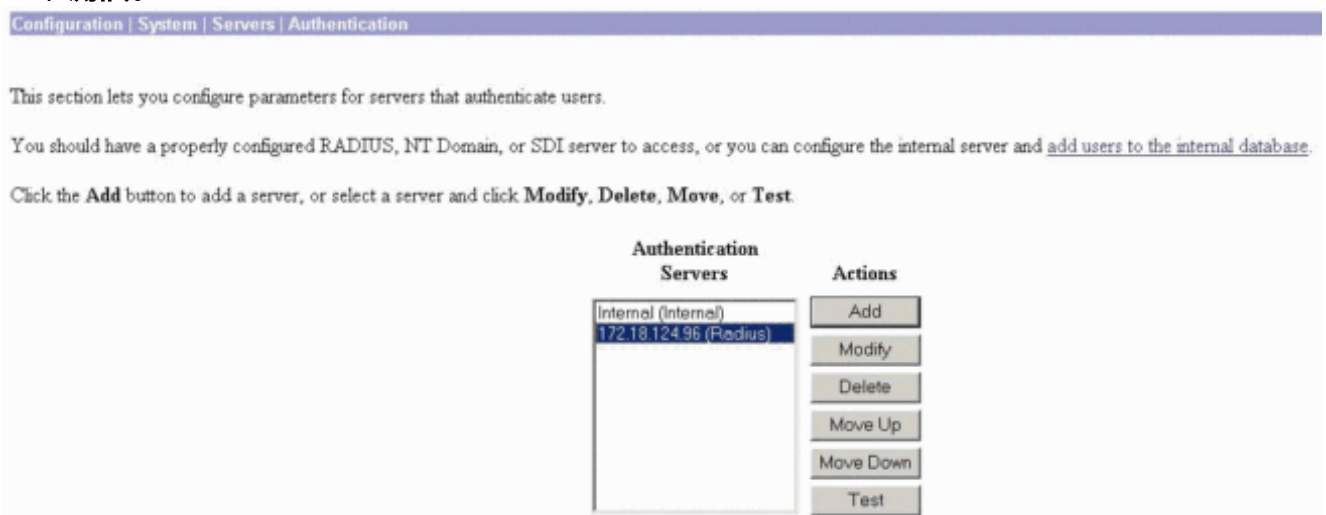 Configuration | System | Servers | Authentication
This section lets you configure parameters for servers that authenticate users.
You should have a properly configured RADIUS, NT Domain, or SDI server to access, or you can configure the internal server and add users to the internal database.
Click the Add button to add a server, or select a server and click Modify, Delete, Move, or Test.
Authentication
Servers
Actions
Internal (Internal)
172.18.124.96 (Radius)
Add
Modify
Delete
Move Up
Move Down
Test